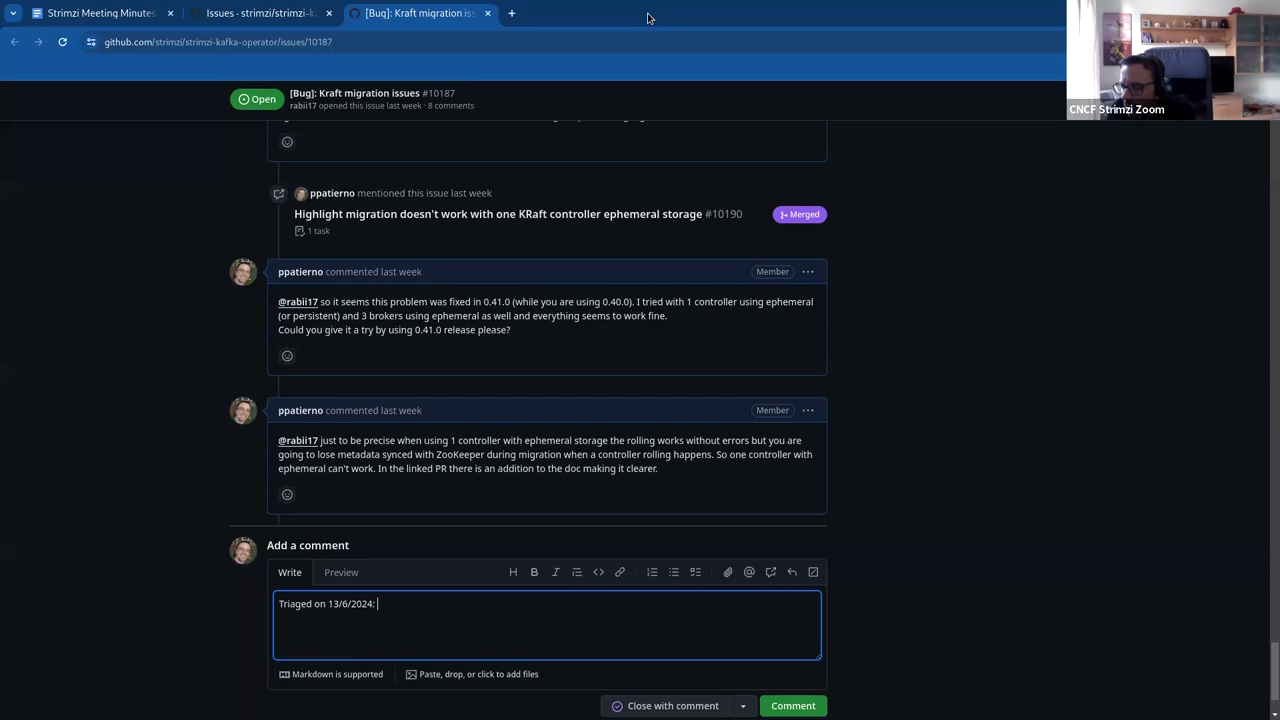 Strimzi Meeting Minutes
Issues · strimzi/strimzi-k
[Bug]: Kraft migration iss
github.com/strimzi/strimzi-kafka-operator/issues/10187
CNCF Strimzi Zoom
Open
[Bug]: Kraft migration issues #10187
rabii17 opened this issue last week · 8 comments
ppatierno mentioned this issue last week
Highlight migration doesn't work with one KRaft controller ephemeral storage #10190
Merged
1 task
ppatierno commented last week
Member
@rabii17 so it seems this problem was fixed in 0.41.0 (while you are using 0.40.0). I tried with 1 controller using ephemeral
(or persistent) and 3 brokers using ephemeral as well and everything seems to work fine.
Could you give it a try by using 0.41.0 release please?
ppatierno commented last week
Member
@rabii17 just to be precise when using 1 controller with ephemeral storage the rolling works without errors but you are
going to lose metadata synced with ZooKeeper during migration when a controller rolling happens. So one controller with
ephemeral can't work. In the linked PR there is an addition to the doc making it clearer.
Add a comment
Write
Preview
Triaged on 13/6/2024:
Markdown is supported
Paste, drop, or click to add files
Close with comment
Comment